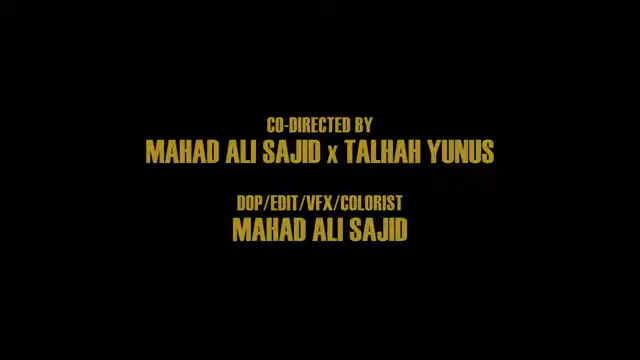 CO-DIRECTED BY
MAHAD ALI SAJID x TALHAH YUNUS
DOP/EDIT/VFX/COLORIST
MAHAD ALI SAJID